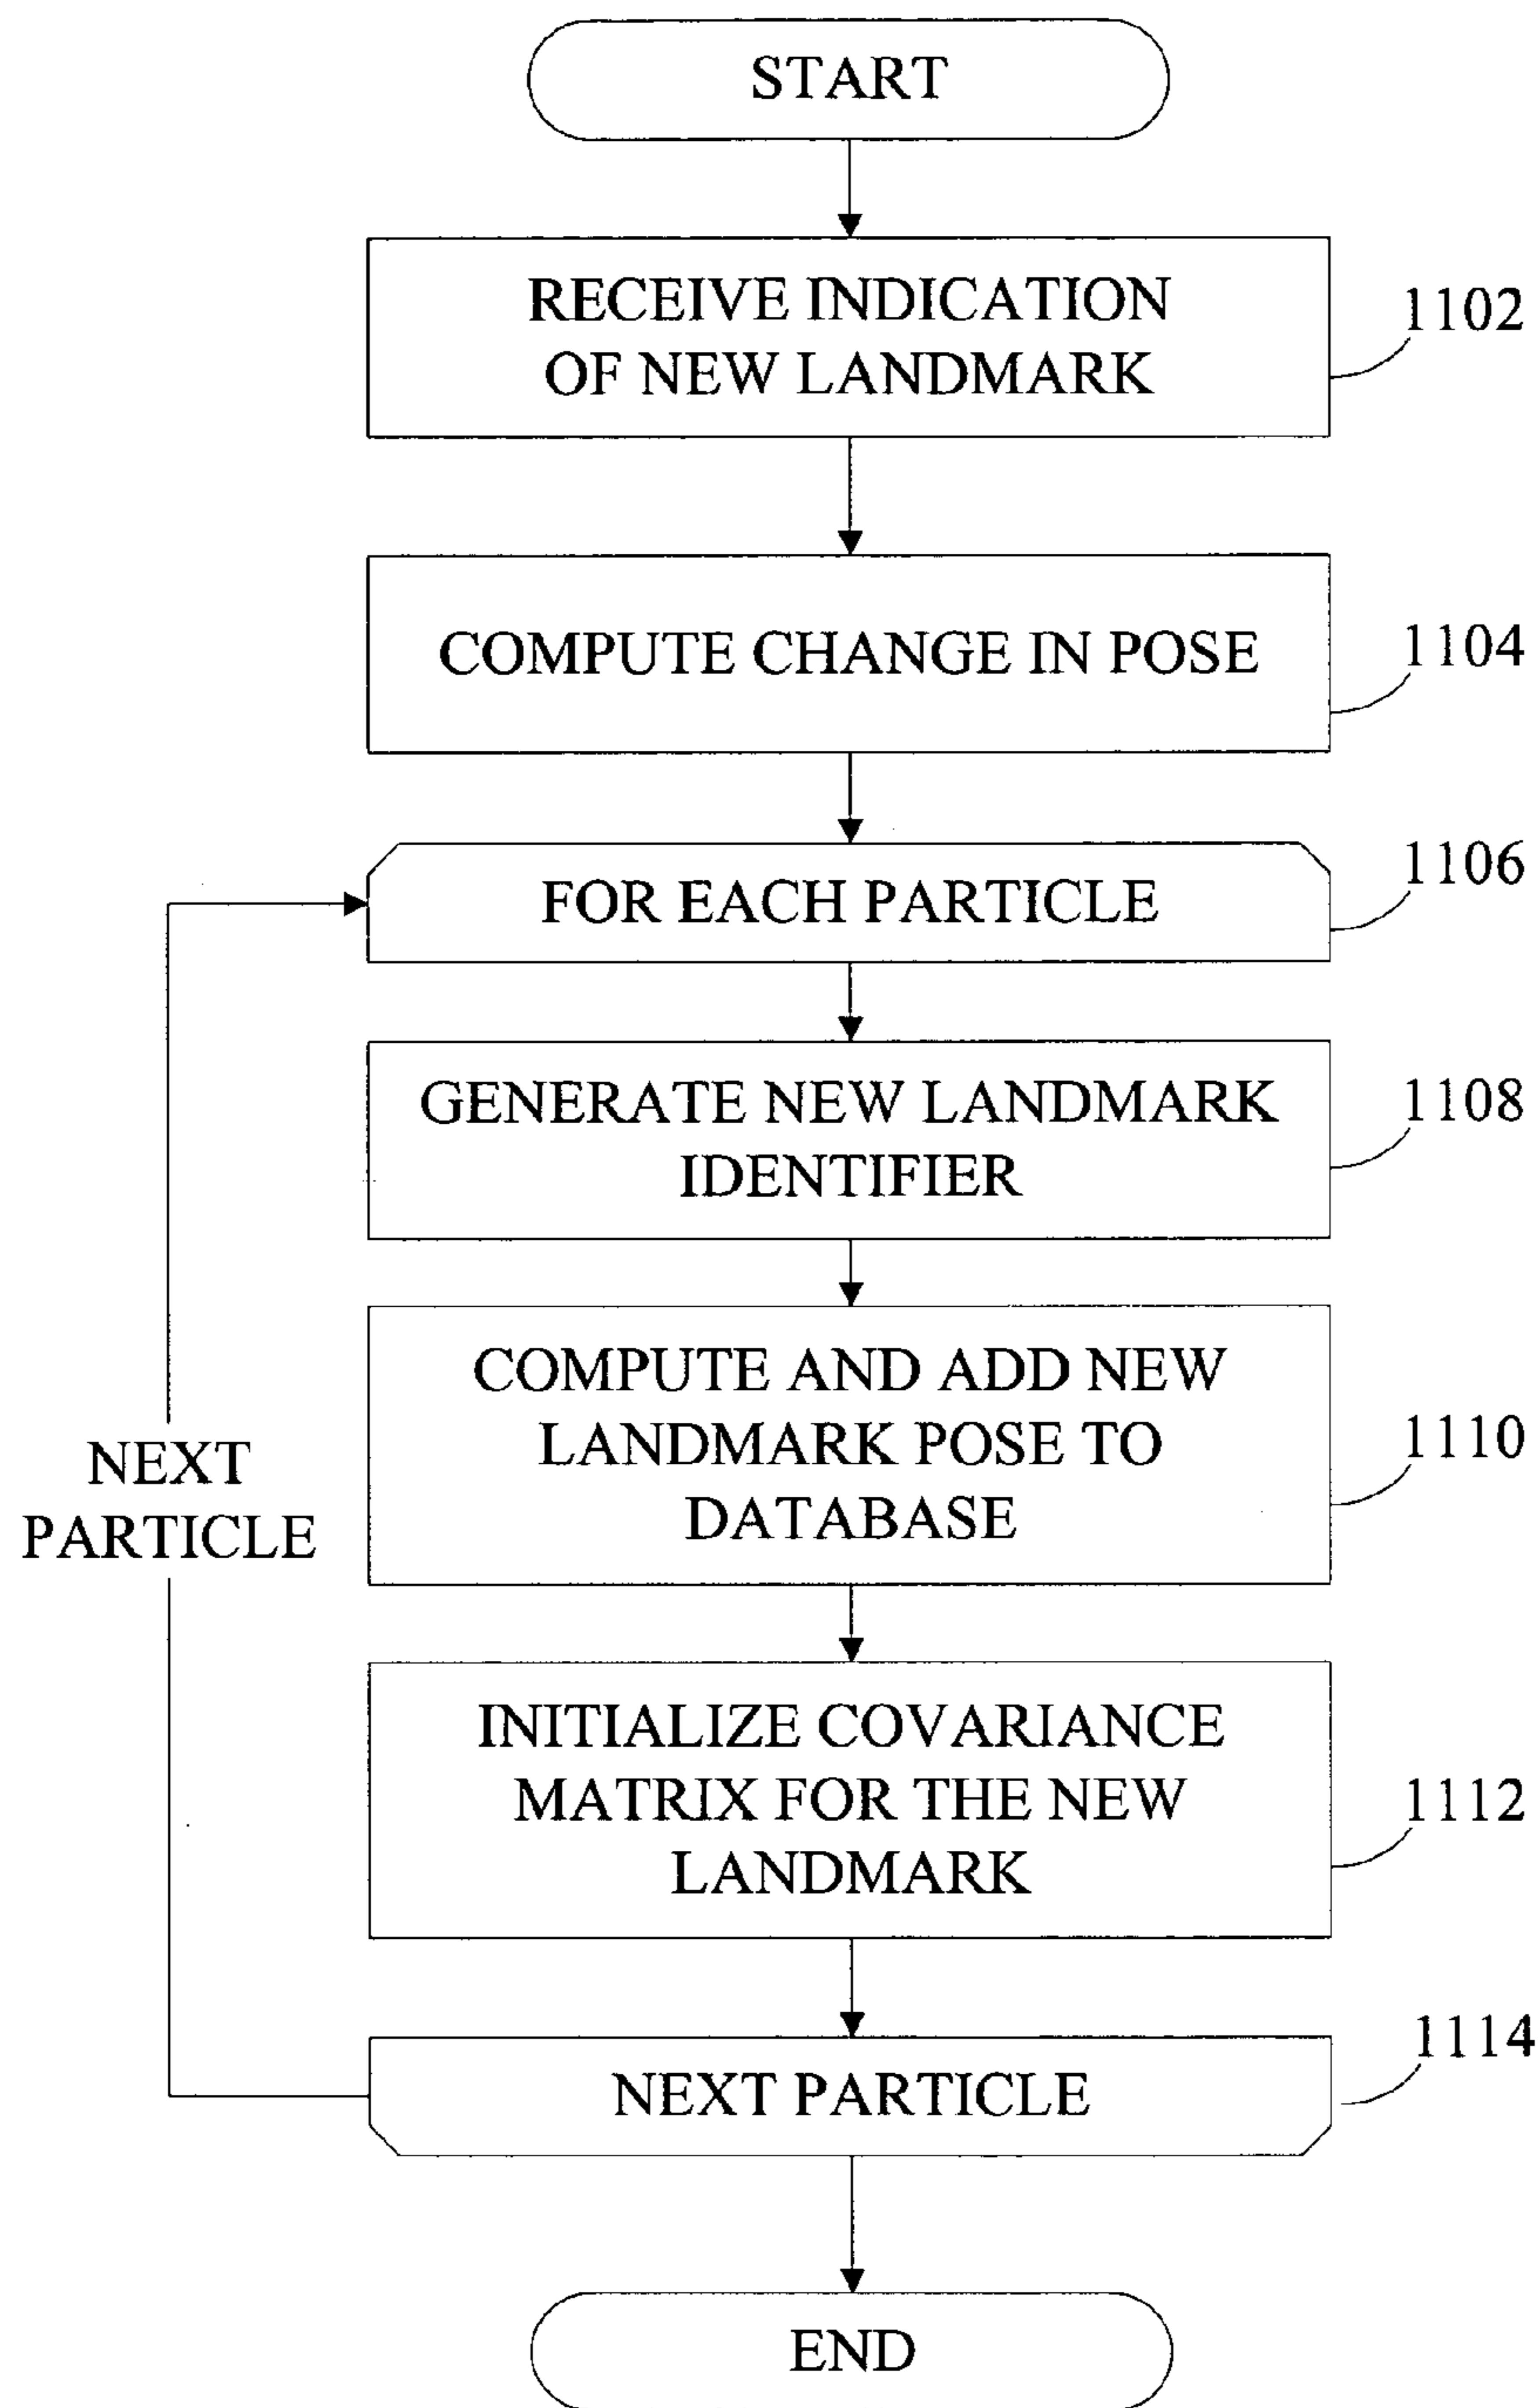 START
RECEIVE INDICATION
OF NEW LANDMARK
1102
COMPUTE CHANGE IN POSE
1104
FOR EACH PARTICLE
1106
GENERATE NEW LANDMARK
IDENTIFIER
1108
COMPUTE AND ADD NEW
LANDMARK POSE TO
DATABASE
1110
NEXT
PARTICLE
INITIALIZE COVARIANCE
MATRIX FOR THE NEW
LANDMARK
1112
NEXT PARTICLE
1114
END